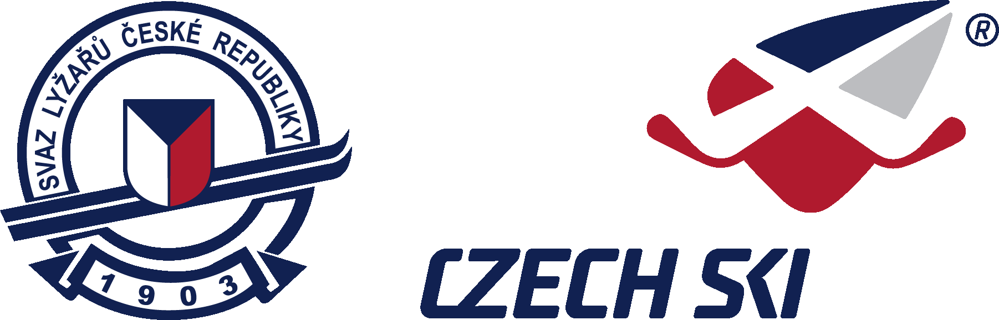 SVAZ LYŽAŘŮ ČESKÉ REPUBLIKY
1903
®
CZECH SKI